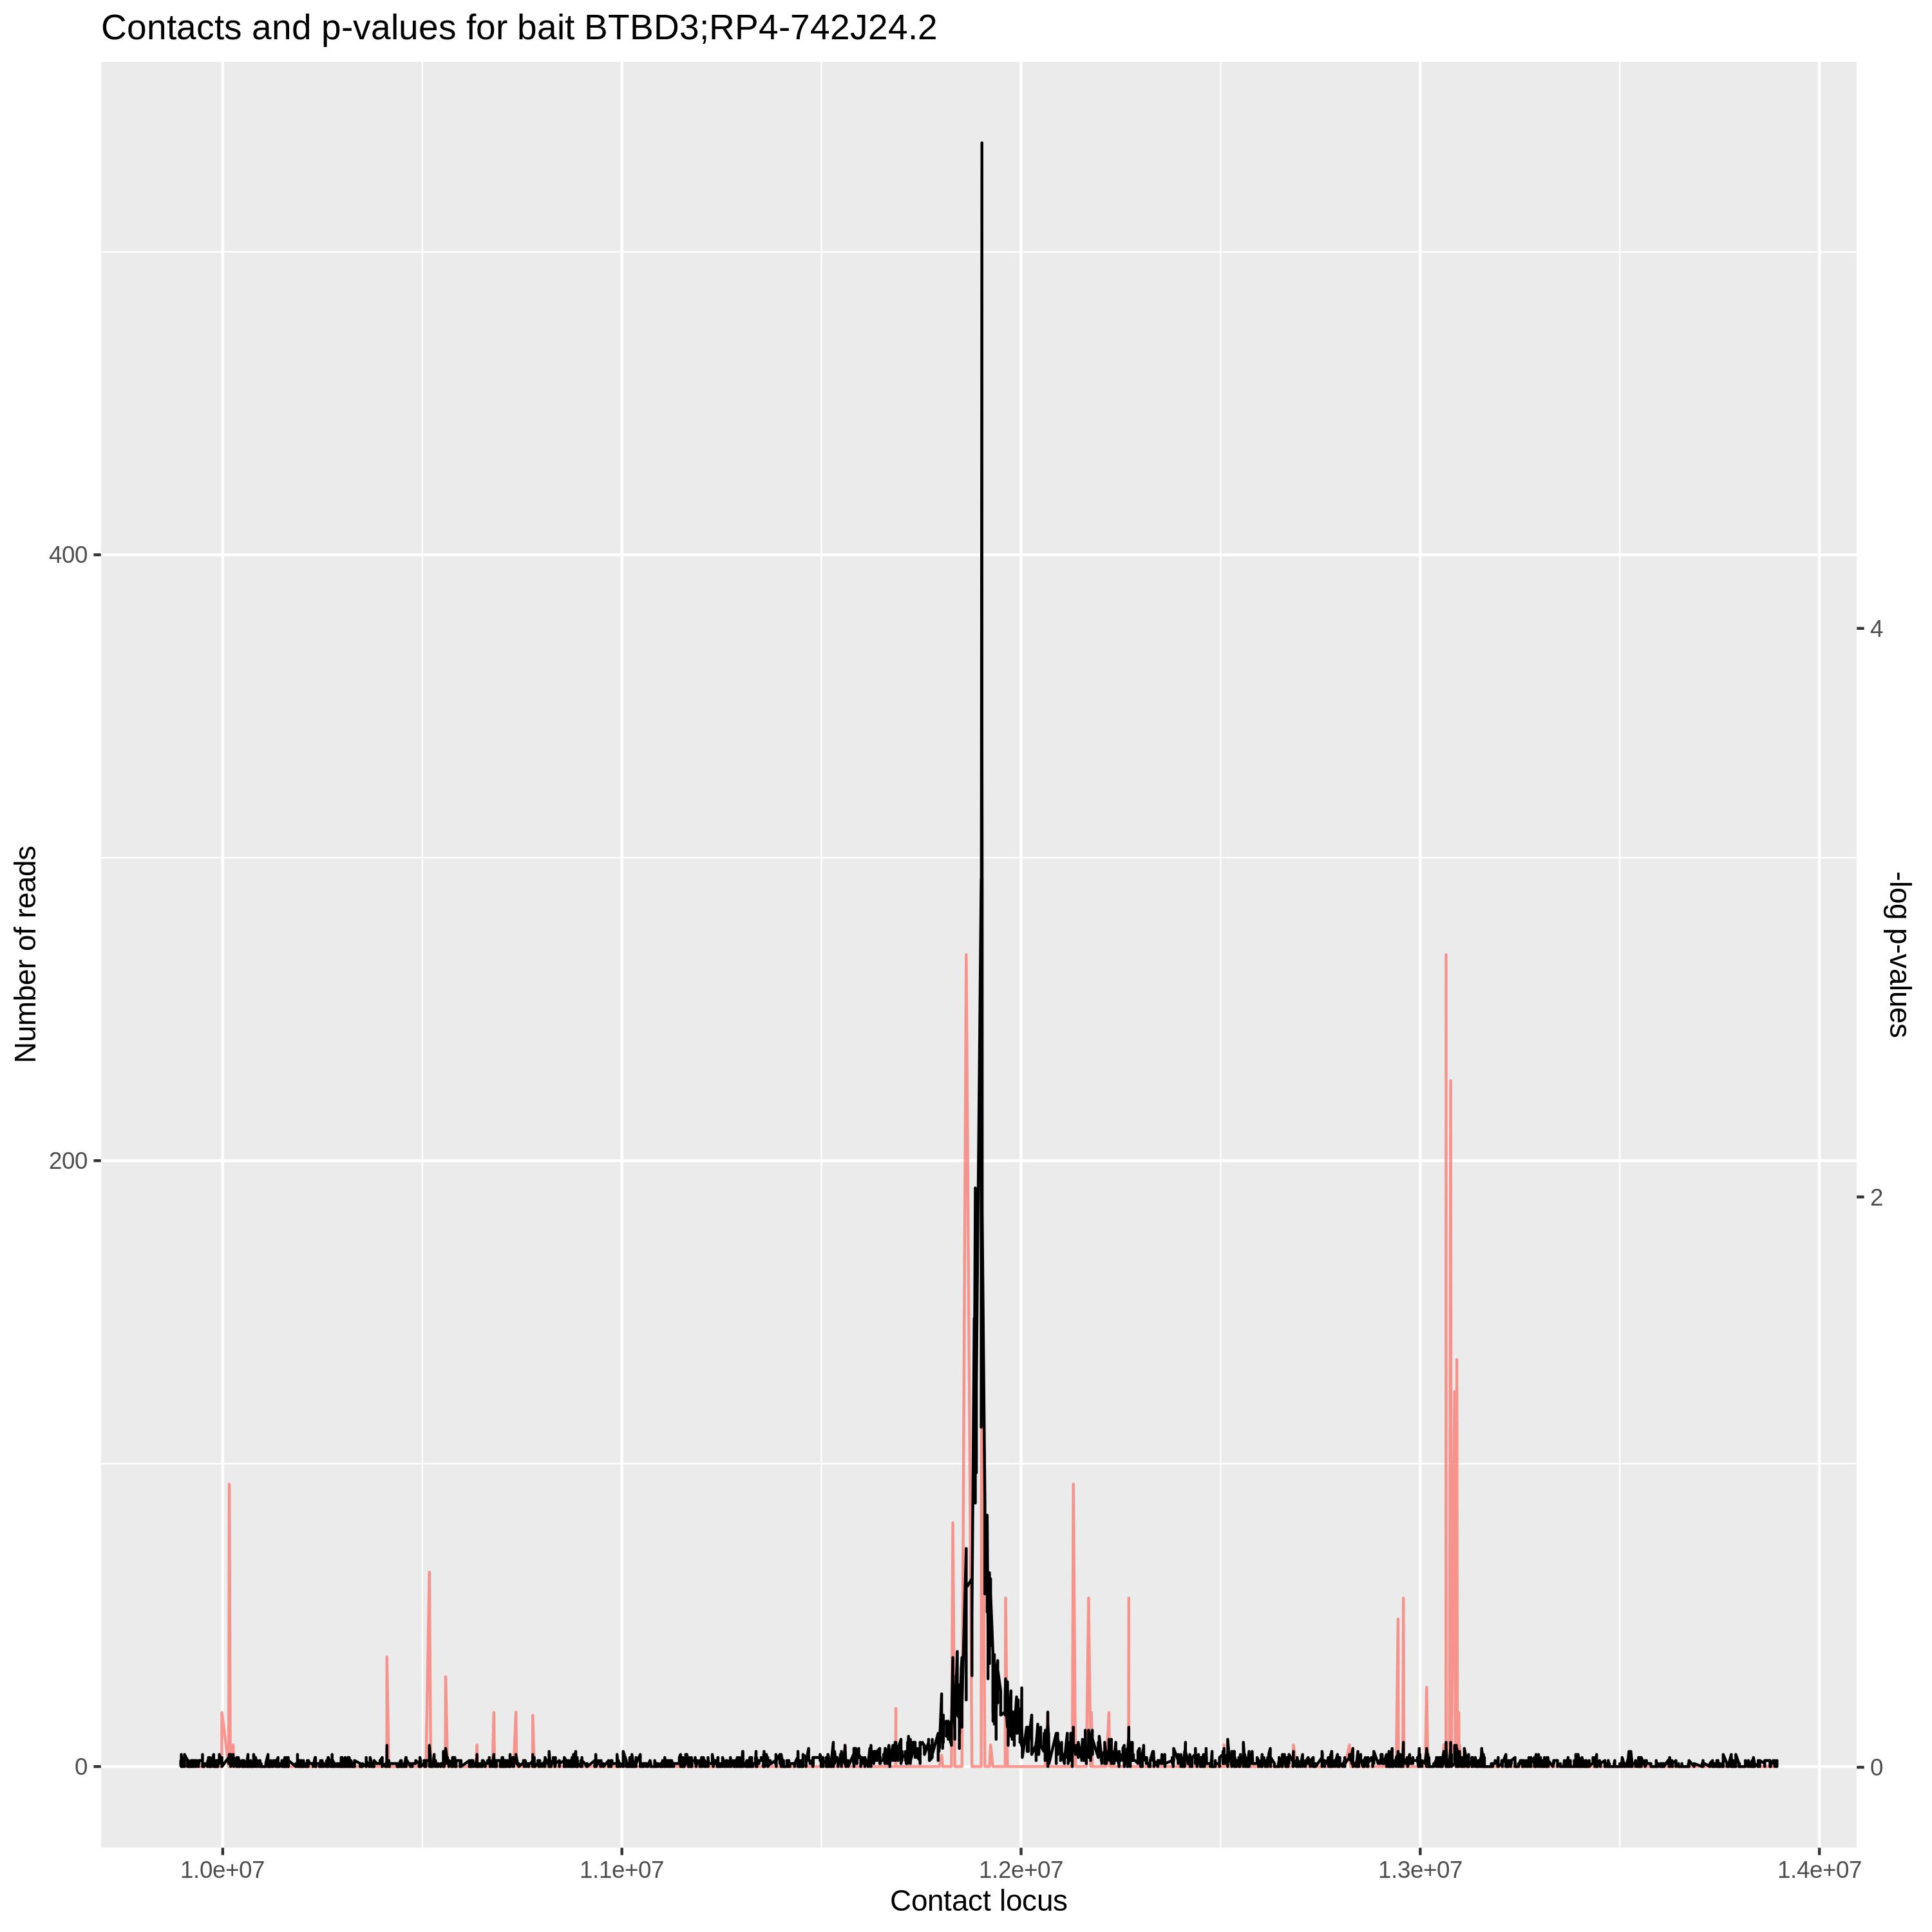 Contacts and p-values for bait BTBD3;RP4-742J24.2
Number of reads
400
200
0
4
2
0
-log p-values
1.0e+07
1.1e+07
1.2e+07
1.3e+07
1.4e+07
Contact locus